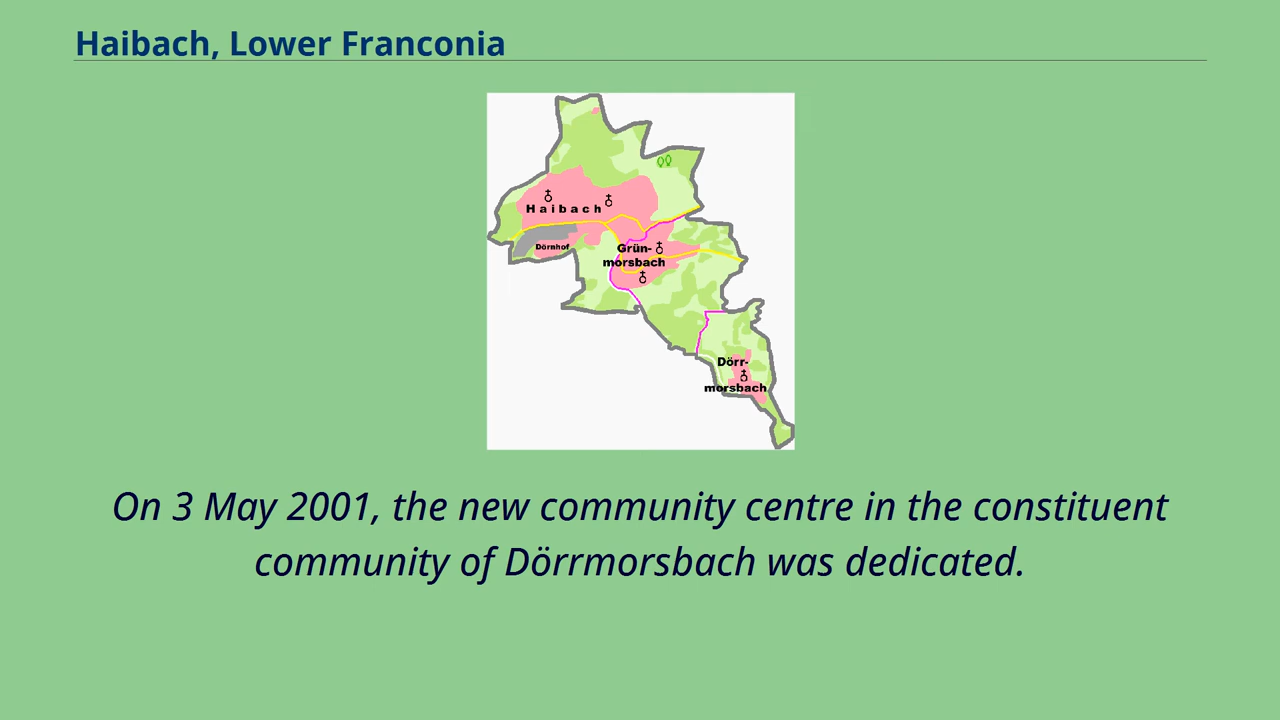 Haibach, Lower Franconia
Haibach
Dörnhof
Grün-
morsbach
Dörr-
morsbach
On 3 May 2001, the new community centre in the constituent
community of Dörrmorsbach was dedicated.